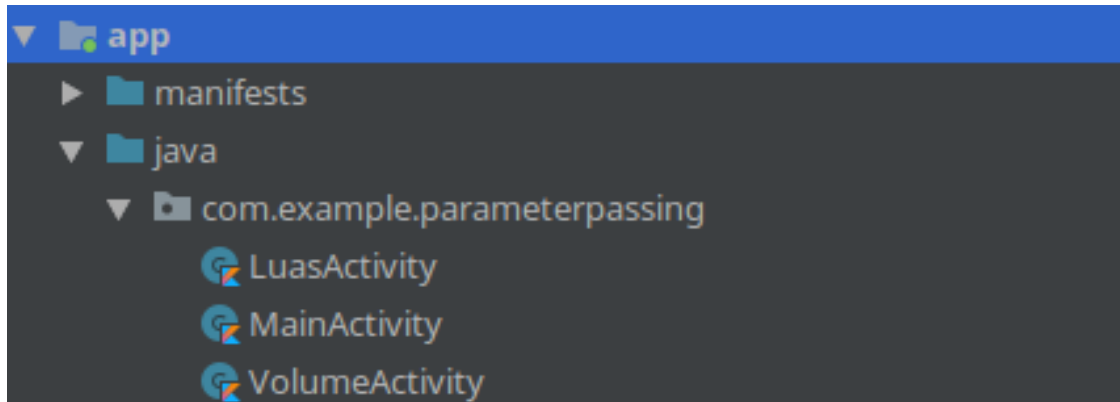 app
manifests
java
com.example.parameterpassing
LuasActivity
MainActivity
VolumeActivity